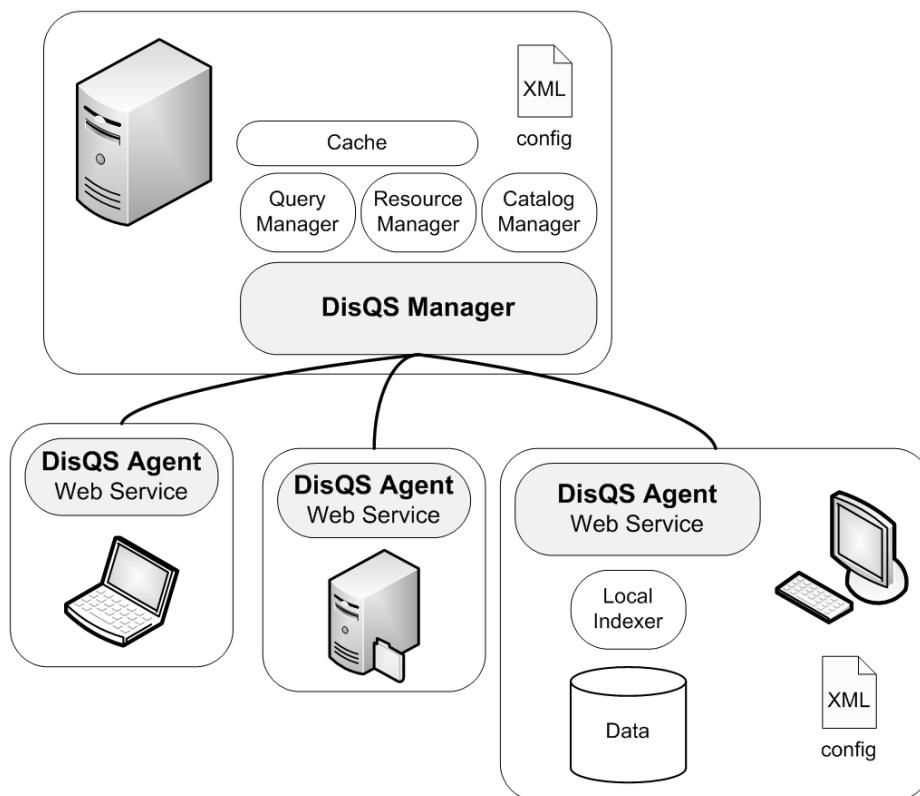 XML
config
Cache
Query
Manager
Resource
Manager
Catalog
Manager
DisQS Manager
DisQS Agent
Web Service
DisQS Agent
Web Service
DisQS Agent
Web Service
Local
Indexer
Data
XML
config